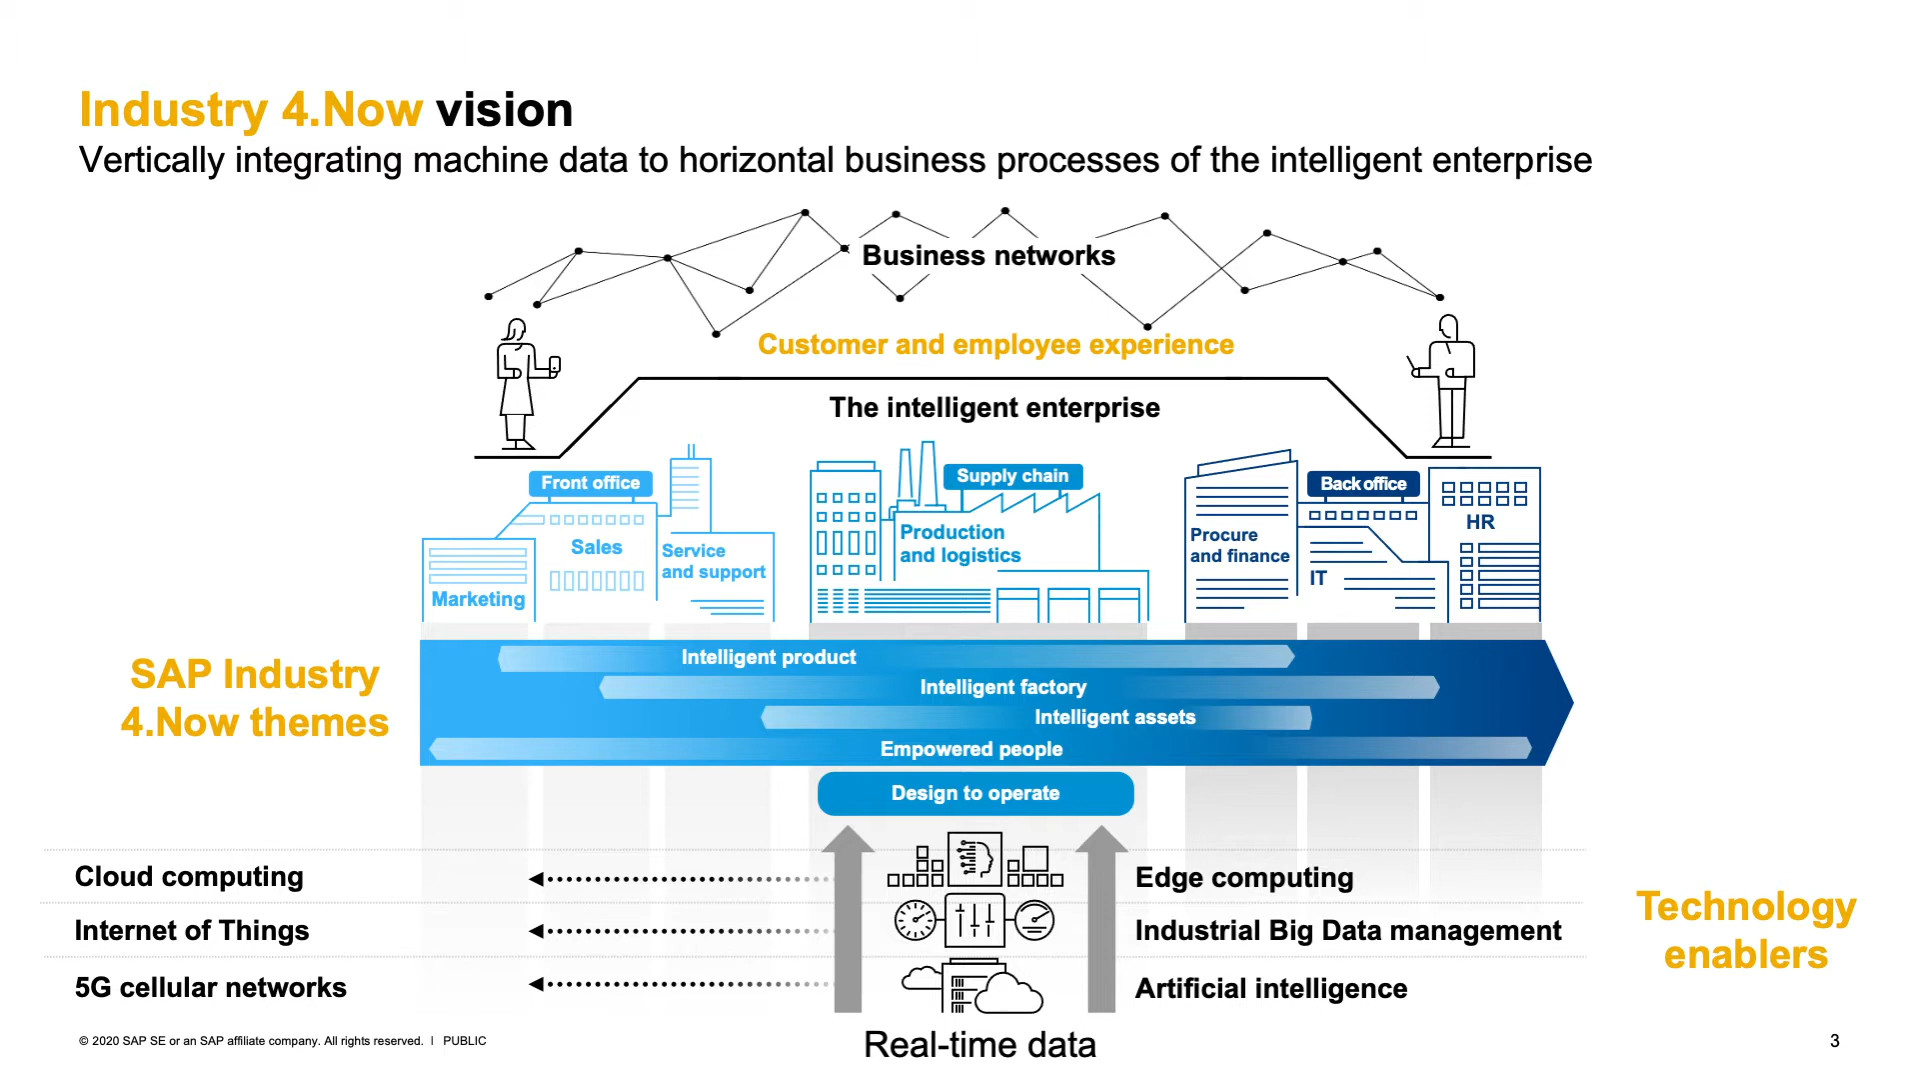 Industry 4.Now vision
Vertically integrating machine data to horizontal business processes of the intelligent enterprise
Business networks
Customer and employee experience
The intelligent enterprise
Front office
Sales
Service
and support
Marketing
Supply chain
Production
and logistics
Back office
Procure
and finance
IT
HR
SAP Industry
4.Now themes
Intelligent product
Intelligent factory
Intelligent assets
Empowered people
Design to operate
Cloud computing
Internet of Things
5G cellular networks
Edge computing
Industrial Big Data management
Artificial intelligence
Technology
enablers
Real-time data
© 2020 SAP SE or an SAP affiliate company. All rights reserved. I PUBLIC
3